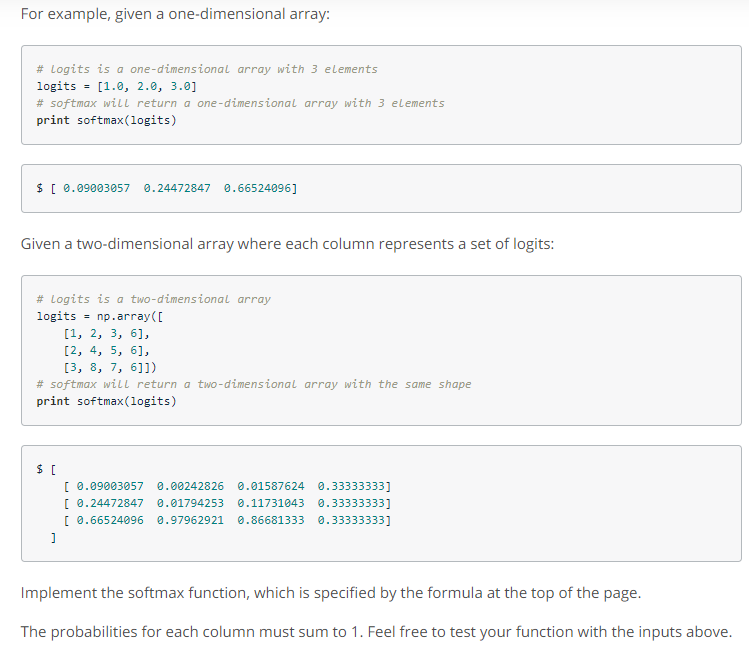 For example, given a one-dimensional array:
# logits is a one-dimensional array with 3 elements
logits = [1.0, 2.0, 3.0]
# softmax will return a one-dimensional array with 3 elements
print softmax(logits)
$ [ 0.09003057  0.24472847  0.66524096]
Given a two-dimensional array where each column represents a set of logits:
# logits is a two-dimensional array
logits = np.array([
    [1, 2, 3, 6],
    [2, 4, 5, 6],
    [3, 8, 7, 6]])
# softmax will return a two-dimensional array with the same shape
print softmax(logits)
$ [
    [ 0.09003057  0.00242826  0.01587624  0.33333333]
    [ 0.24472847  0.01794253  0.11731043  0.33333333]
    [ 0.66524096  0.97962921  0.86681333  0.33333333]
  ]
Implement the softmax function, which is specified by the formula at the top of the page.
The probabilities for each column must sum to 1. Feel free to test your function with the inputs above.